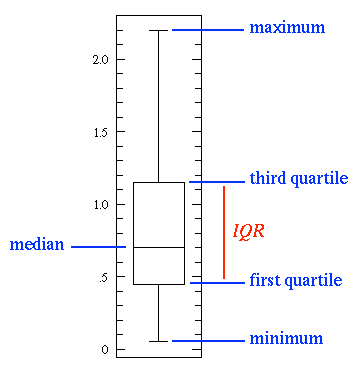 maximum
2.0
1.5
third quartile
1.0
IQR
median
.5
first quartile
minimum
0